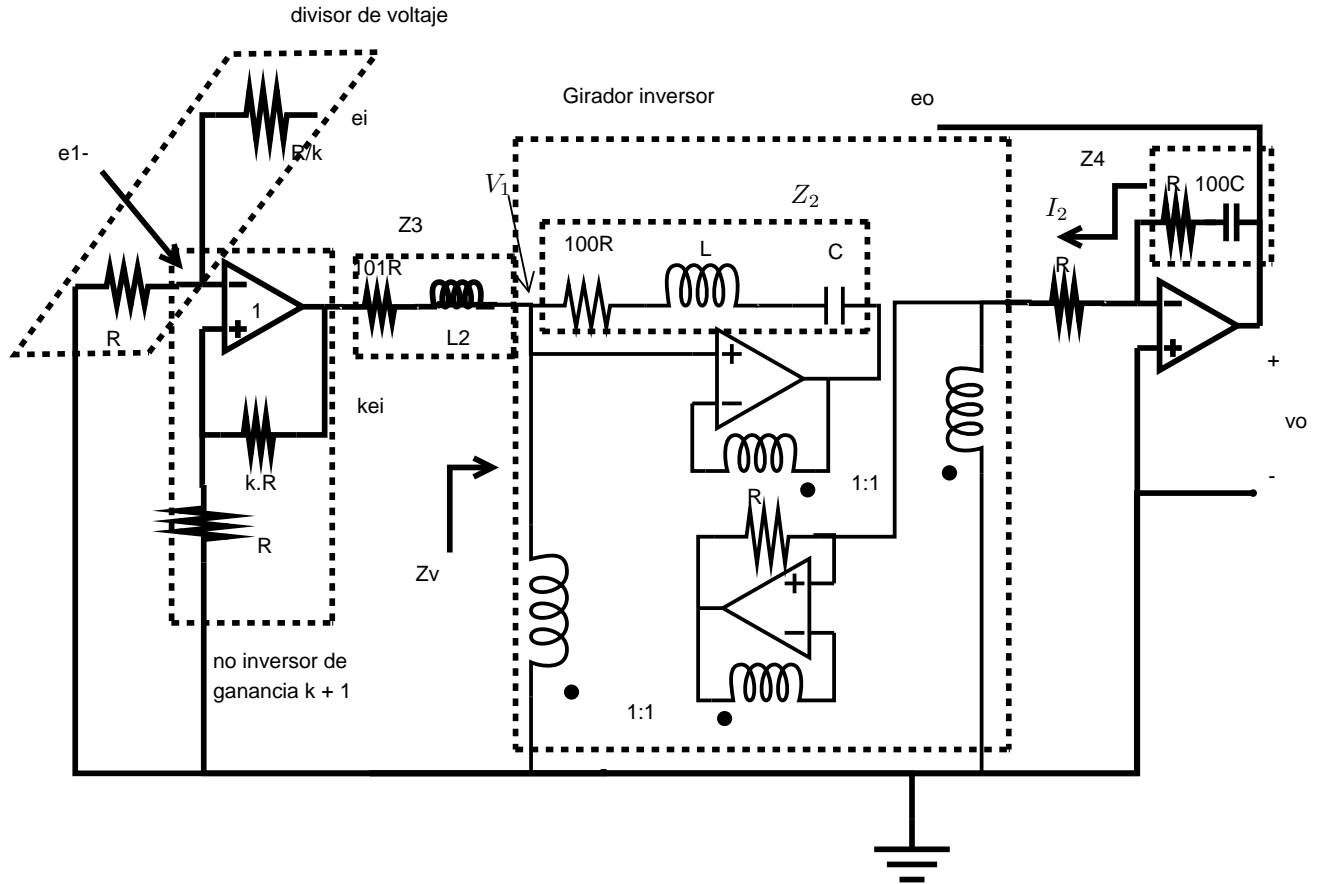 divisor de voltaje
ei
R/k
e1-
R
1
+
Girador inversor
eo
Z3
101R
L2
kei
V₁
Z₂
100R
L
C
+
1:1
Zv
R
+
1:1
k.R
R
no inversor de
ganancia k + 1
Z4
R
100C
I₂
R
+
+
vo
-